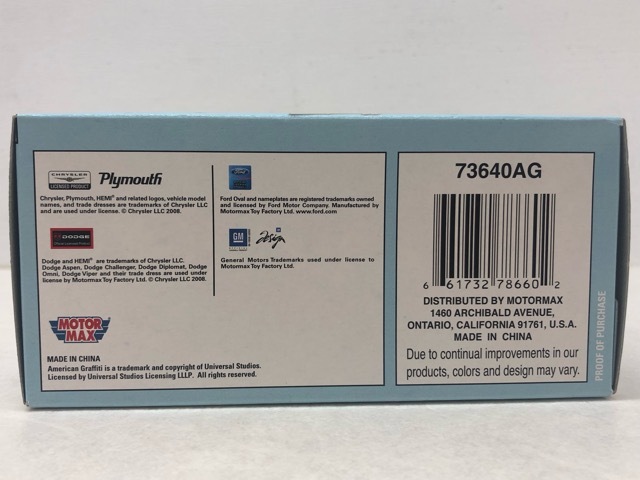 CHRYSLER
LICENSED PRODUCT
Plymouth
Chrysler, Plymouth, HEMI® and related logos, vehicle model
names, and trade dresses are trademarks of Chrysler LLC
and are used under license. © Chrysler LLC 2008.
DODGE
Dodge and HEMI® are trademarks of Chrysler LLC.
Dodge Aspen, Dodge Challenger, Dodge Diplomat, Dodge
Omni, Dodge Viper and their trade dress are used under
license by Motormax Toy Factory Ltd. © Chrysler LLC 2008.
Ford Oval and nameplates are registered trademarks owned
and licensed by Ford Motor Company. Manufactured by
Motormax Toy Factory Ltd. www.ford.com
GM
Design
General Motors Trademarks used under license to
Motormax Toy Factory Ltd.
MOTOR
MAX
MADE IN CHINA
American Graffiti is a trademark and copyright of Universal Studios.
Licensed by Universal Studios Licensing LLLP. All rights reserved.
73640AG
6 61732 78660 2
DISTRIBUTED BY MOTORMAX
1460 ARCHIBALD AVENUE,
ONTARIO, CALIFORNIA 91761, U.S.A.
MADE IN CHINA
Due to continual improvements in our
products, colors and design may vary.
PROOF OF PURCHASE